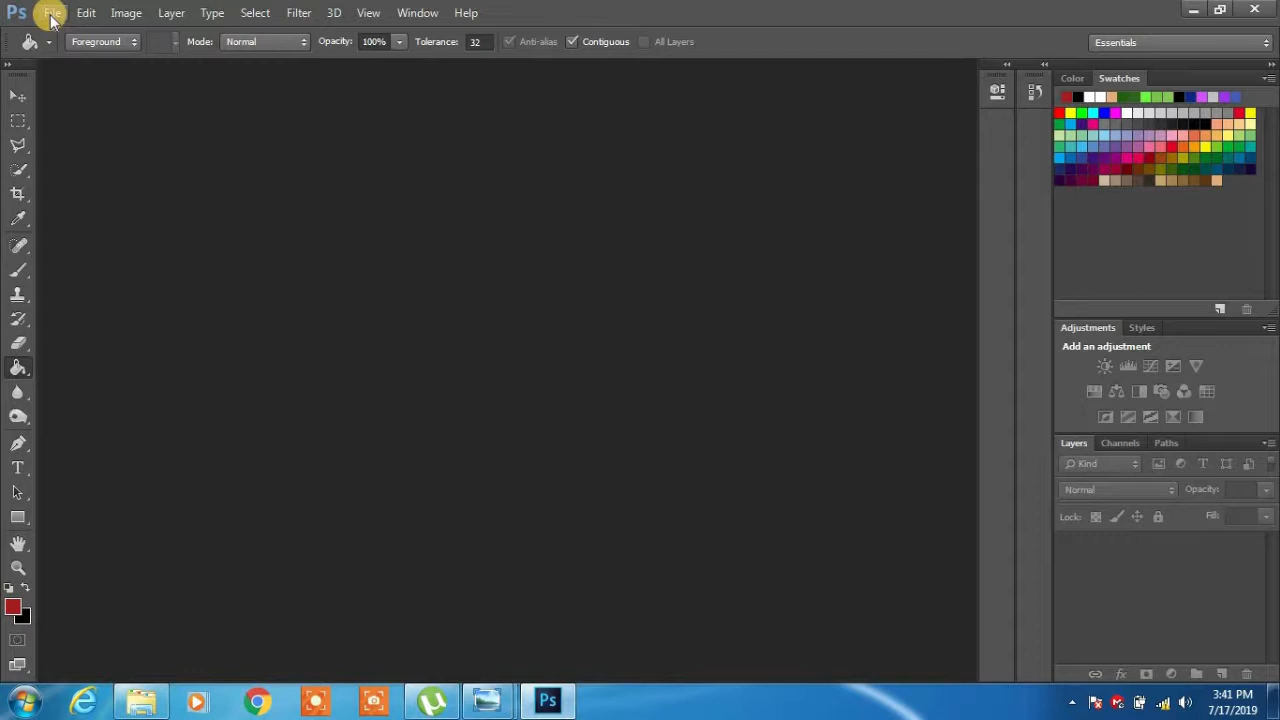 Ps File Edit Image Layer Type Select Filter 3D View Window Help
Foreground Mode: Normal Opacity: 100% Tolerance: 32 Anti-alias Contiguous All Layers Essentials
Color Swatches
Adjustments Styles
Add an adjustment
Layers Channels Paths
Kind
Normal Opacity:
Lock: Fill:
Ps
3:41 PM
7/17/2019